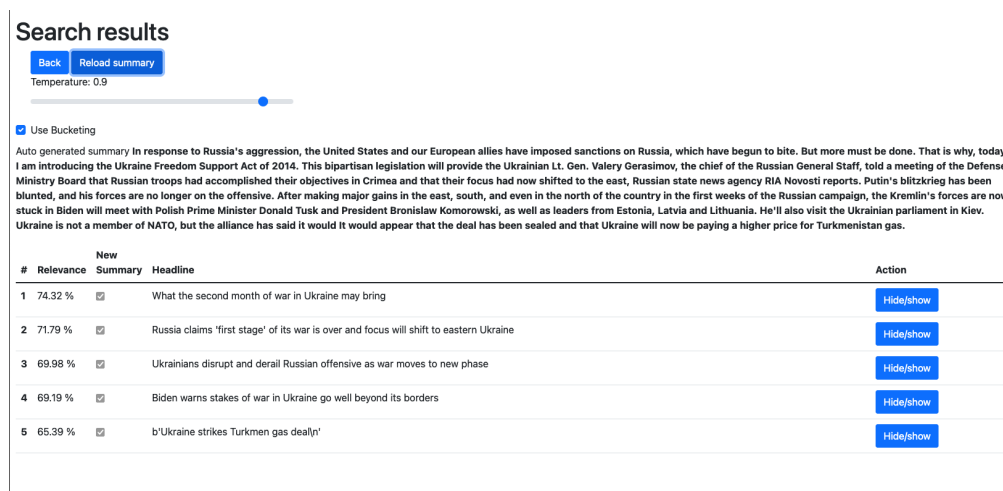 Search results
Back Reload summary
Temperature: 0.9
Use Bucketing
Auto generated summary In response to Russia's aggression, the United States and our European allies have imposed sanctions on Russia, which have begun to bite. But more must be done. That is why, today
I am introducing the Ukraine Freedom Support Act of 2014. This bipartisan legislation will provide the Ukrainian Lt. Gen. Valery Gerasimov, the chief of the Russian General Staff, told a meeting of the Defense
Ministry Board that Russian troops had accomplished their objectives in Crimea and that their focus had now shifted to the east, Russian state news agency RIA Novosti reports. Putin's blitzkrieg has been
blunted, and his forces are no longer on the offensive. After making major gains in the east, south, and even in the north of the country in the first weeks of the Russian campaign, the Kremlin's forces are now
stuck in Biden will meet with Polish Prime Minister Donald Tusk and President Bronislaw Komorowski, as well as leaders from Estonia, Latvia and Lithuania. He'll also visit the Ukrainian parliament in Kiev.
Ukraine is not a member of NATO, but the alliance has said it would It would appear that the deal has been sealed and that Ukraine will now be paying a higher price for Turkmenistan gas.
# Relevance New Summary Headline Action
1 74.32 % What the second month of war in Ukraine may bring Hide/show
2 71.79 % Russia claims 'first stage' of its war is over and focus will shift to eastern Ukraine Hide/show
3 69.98 % Ukrainians disrupt and derail Russian offensive as war moves to new phase Hide/show
4 69.19 % Biden warns stakes of war in Ukraine go well beyond its borders Hide/show
5 65.39 % b'Ukraine strikes Turkmen gas deal\n' Hide/show